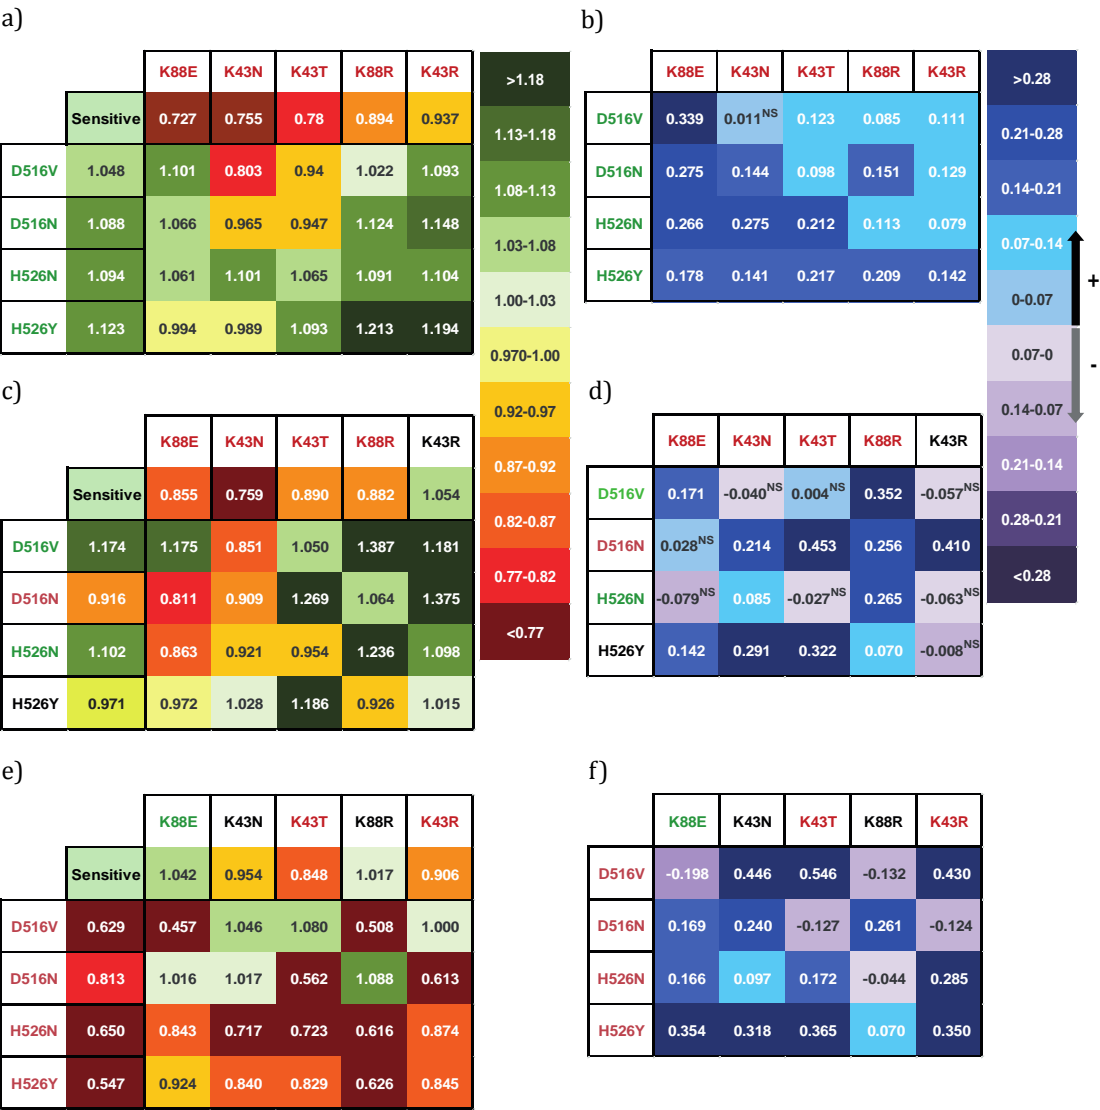 a)
K88E K43N K43T K88R K43R
Sensitive 0.727 0.755 0.78 0.894 0.937
D516V 1.048 1.101 0.803 0.94 1.022 1.093
D516N 1.088 1.066 0.965 0.947 1.124 1.148
H526N 1.094 1.061 1.101 1.065 1.091 1.104
H526Y 1.123 0.994 0.989 1.093 1.213 1.194
>1.18
1.13-1.18
1.08-1.13
1.03-1.08
1.00-1.03
0.970-1.00
0.92-0.97
0.87-0.92
0.82-0.87
0.77-0.82
<0.77
b)
K88E K43N K43T K88R K43R
D516V 0.339 0.011NS 0.123 0.085 0.111
D516N 0.275 0.144 0.098 0.151 0.129
H526N 0.266 0.275 0.212 0.113 0.079
H526Y 0.178 0.141 0.217 0.209 0.142
>0.28
0.21-0.28
0.14-0.21
0.07-0.14
0-0.07
0.07-0
0.14-0.07
0.21-0.14
0.28-0.21
<0.28
+
-
c)
K88E K43N K43T K88R K43R
Sensitive 0.855 0.759 0.890 0.882 1.054
D516V 1.174 1.175 0.851 1.050 1.387 1.181
D516N 0.916 0.811 0.909 1.269 1.064 1.375
H526N 1.102 0.863 0.921 0.954 1.236 1.098
H526Y 0.971 0.972 1.028 1.186 0.926 1.015
d)
K88E K43N K43T K88R K43R
D516V 0.171 -0.040NS 0.004NS 0.352 -0.057NS
D516N 0.028NS 0.214 0.453 0.256 0.410
H526N -0.079NS 0.085 -0.027NS 0.265 -0.063NS
H526Y 0.142 0.291 0.322 0.070 -0.008NS
e)
K88E K43N K43T K88R K43R
Sensitive 1.042 0.954 0.848 1.017 0.906
D516V 0.629 0.457 1.046 1.080 0.508 1.000
D516N 0.813 1.016 1.017 0.562 1.088 0.613
H526N 0.650 0.843 0.717 0.723 0.616 0.874
H526Y 0.547 0.924 0.840 0.829 0.626 0.845
f)
K88E K43N K43T K88R K43R
D516V -0.198 0.446 0.546 -0.132 0.430
D516N 0.169 0.240 -0.127 0.261 -0.124
H526N 0.166 0.097 0.172 -0.044 0.285
H526Y 0.354 0.318 0.365 0.070 0.350